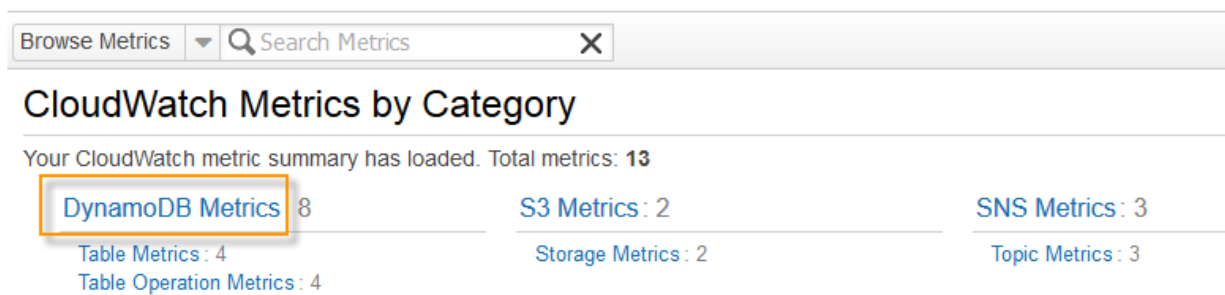 Browse Metrics Search Metrics
CloudWatch Metrics by Category
Your CloudWatch metric summary has loaded. Total metrics: 13
DynamoDB Metrics 8 S3 Metrics : 2 SNS Metrics : 3
Table Metrics : 4 Storage Metrics : 2 Topic Metrics : 3
Table Operation Metrics : 4